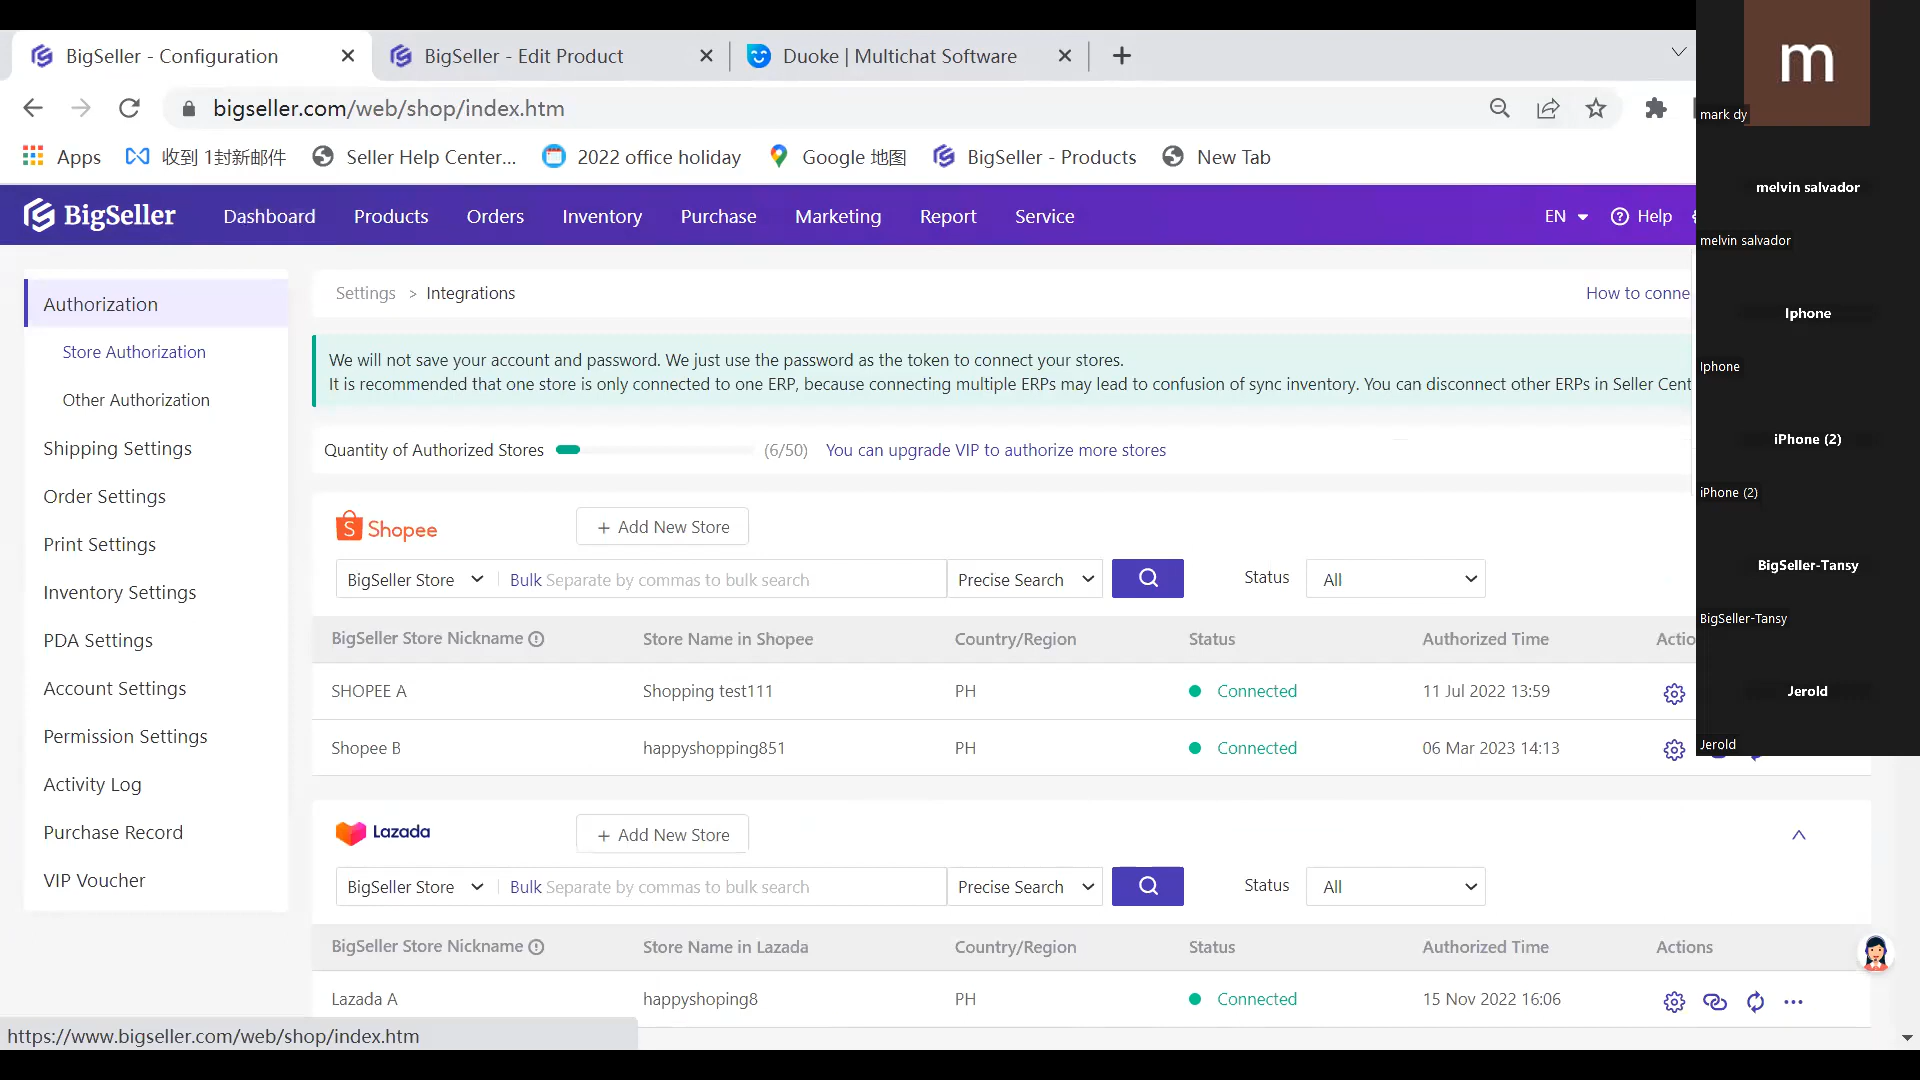 BigSeller - Configuration
BigSeller - Edit Product
Duoke | Multichat Software
bigseller.com/web/shop/index.htm
Apps
收到 1封新邮件
Seller Help Center...
2022 office holiday
Google 地图
BigSeller - Products
New Tab
BigSeller
Dashboard
Products
Orders
Inventory
Purchase
Marketing
Report
Service
EN
Help
Authorization
Store Authorization
Other Authorization
Shipping Settings
Order Settings
Print Settings
Inventory Settings
PDA Settings
Account Settings
Permission Settings
Activity Log
Purchase Record
VIP Voucher
Settings > Integrations
How to conne
We will not save your account and password. We just use the password as the token to connect your stores.
It is recommended that one store is only connected to one ERP, because connecting multiple ERPs may lead to confusion of sync inventory. You can disconnect other ERPs in Seller Cent
Quantity of Authorized Stores (6/50) You can upgrade VIP to authorize more stores
Shopee
+ Add New Store
BigSeller Store
Bulk Separate by commas to bulk search
Precise Search
Status
All
BigSeller Store Nickname
Store Name in Shopee
Country/Region
Status
Authorized Time
Actio
SHOPEE A
Shopping test111
PH
Connected
11 Jul 2022 13:59
Shopee B
happyshopping851
PH
Connected
06 Mar 2023 14:13
Lazada
+ Add New Store
BigSeller Store
Bulk Separate by commas to bulk search
Precise Search
Status
All
BigSeller Store Nickname
Store Name in Lazada
Country/Region
Status
Authorized Time
Actions
Lazada A
happyshoping8
PH
Connected
15 Nov 2022 16:06
https://www.bigseller.com/web/shop/index.htm
m
mark dy
melvin salvador
melvin salvador
Iphone
Iphone
iPhone (2)
iPhone (2)
BigSeller-Tansy
BigSeller-Tansy
Jerold
Jerold